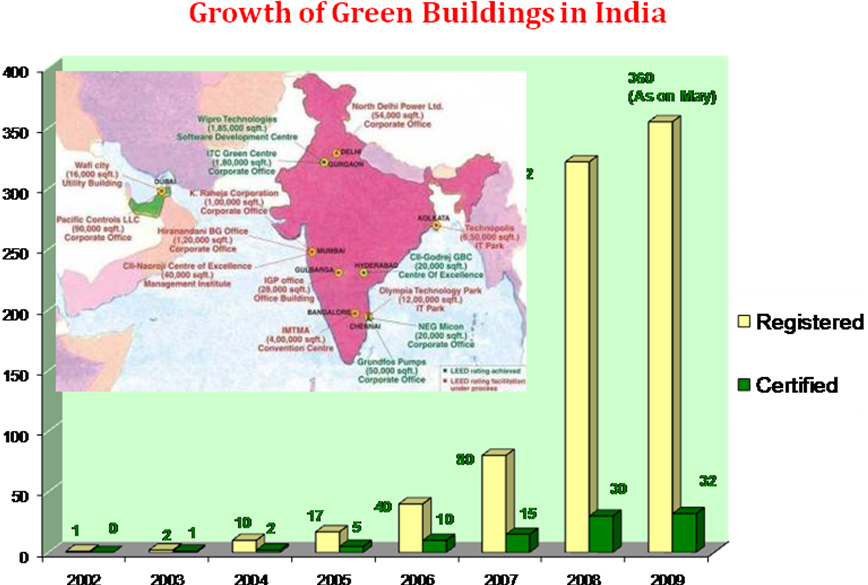 Growth of Green Buildings in India
400
350
300
250
200
150
100
50
0
360
(As on May)
2
North Delhi Power Ltd.
(54,000 sqft.)
Corporate Office
Wipro Technologies
(1,85,000 sqft.)
Software Development Centre
DELHI
GURGAON
ITC Green Centre
(1,80,000 sqft.)
Corporate Office
Wafi city
(16,000 sqft.)
Utility Building
DUBAI
K. Raheja Corporation
(1,00,000 sqft.)
Corporate Office
Pacific Controls LLC
(90,000 sqft.)
Corporate Office
Hiranandani BG Office
(1,20,000 sqft.)
Corporate Office
KOLKATA
Technopolis
(6,50,000 sqft.)
IT Park
MUMBAI
CII-Naoroji Centre of Excellence
(40,000 sqft.)
Management Institute
GULBARGA
HYDERABAD
CII-Godrej GBC
(20,000 sqft.)
Centre Of Excellence
IGP office
(28,000 sqft.)
Office Building
Olympia Technology Park
(12,00,000 sqft.)
IT Park
BANGALORE
CHENNAI
IMTMA
(4,00,000 sqft.)
Convention Centre
NEG Micon
(20,000 sqft.)
Corporate Office
Grundfos Pumps
(50,000 sqft.)
Corporate Office
LEED rating achieved
LEED rating facilitation
under process
Registered
Certified
1 0
2 1
10 2
17 5
40 10
80 15
30
32
2002 2003 2004 2005 2006 2007 2008 2009